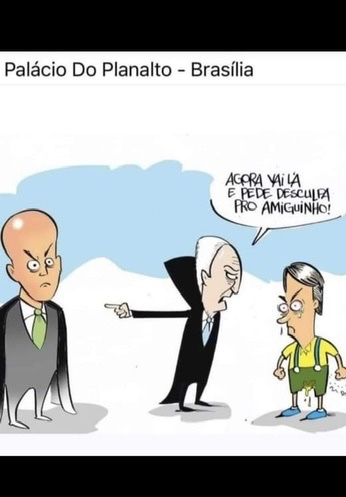 Palácio Do Planalto - Brasília
AGORA VAI LÁ
E PEDE DESCULPA
PRO AMIGUINHO!